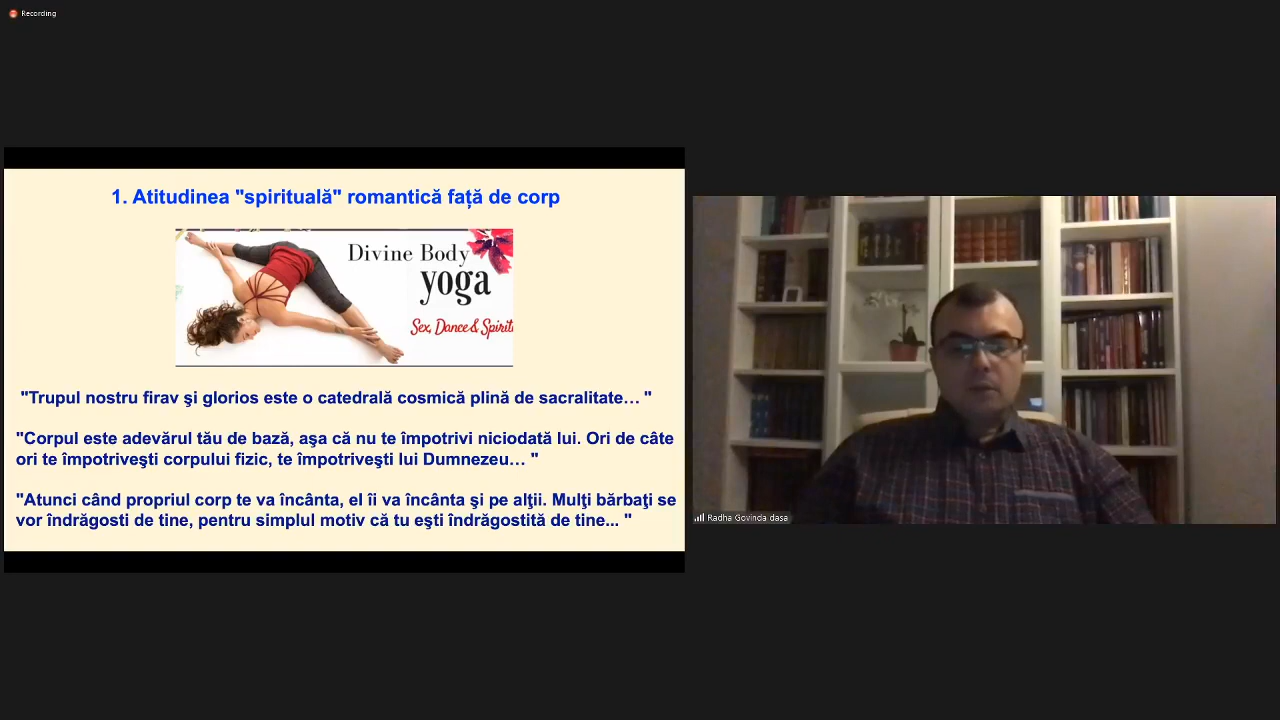 Recording
1. Atitudinea "spirituală" romantică față de corp
Divine Body
yoga
Sex, Dance & Spirit
"Trupul nostru firav şi glorios este o catedrală cosmică plină de sacralitate… "
"Corpul este adevărul tău de bază, aşa că nu te împotrivi niciodată lui. Ori de câte
ori te împotriveşti corpului fizic, te împotriveşti lui Dumnezeu… "
"Atunci când propriul corp te va încânta, el îi va încânta şi pe alţii. Mulţi bărbaţi se
vor îndrăgosti de tine, pentru simplul motiv că tu eşti îndrăgostită de tine... "
Radha Govinda dasa